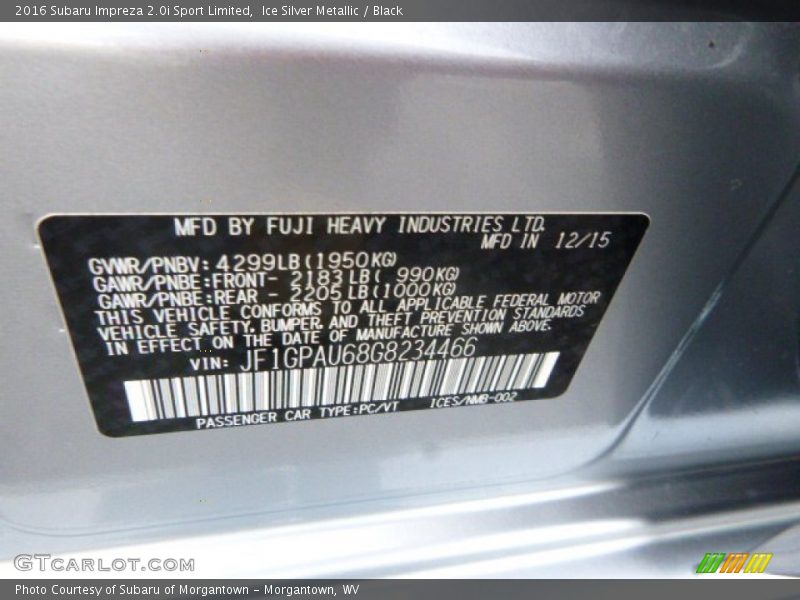 2016 Subaru Impreza 2.0i Sport Limited,  Ice Silver Metallic / Black
MFD BY FUJI HEAVY INDUSTRIES LTD.
MFD IN 12/15
GVWR/PNBV: 4299LB(1950KG)
GAWR/PNBE:FRONT- 2183LB( 990KG)
GAWR/PNBE:REAR - 2205LB(1000KG)
THIS VEHICLE CONFORMS TO ALL APPLICABLE FEDERAL MOTOR
VEHICLE SAFETY, BUMPER, AND THEFT PREVENTION STANDARDS
IN EFFECT ON THE DATE OF MANUFACTURE SHOWN ABOVE.
VIN: JF1GPAU68G8234466
PASSENGER CAR TYPE:PC/VT ICES/NMB-002
GTCARLOT.COM
Photo Courtesy of Subaru of Morgantown - Morgantown, WV